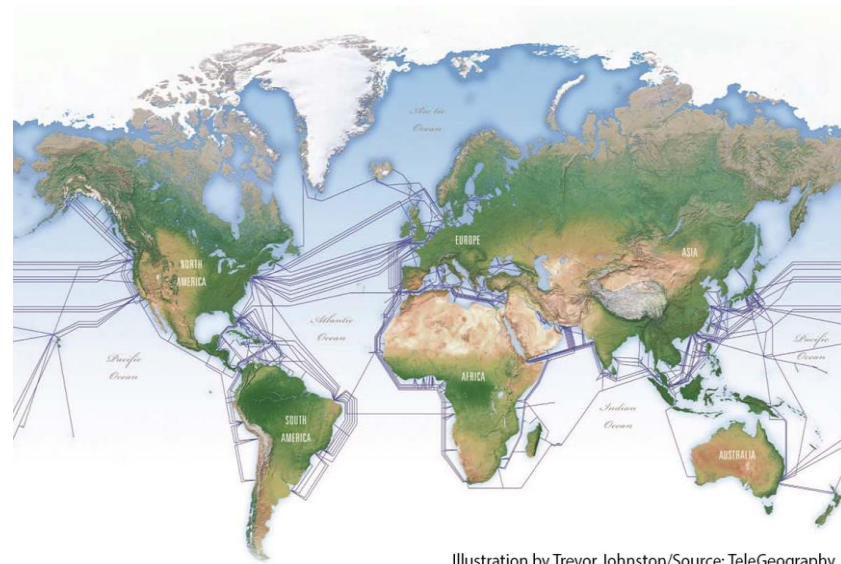 Arctic
Ocean
EUROPE
ASIA
NORTH
AMERICA
Atlantic
Ocean
Pacific
Ocean
Pacific
Ocean
AFRICA
Indian
Ocean
SOUTH
AMERICA
AUSTRALIA
Illustration by Trevor Johnston/Source: TeleGeography